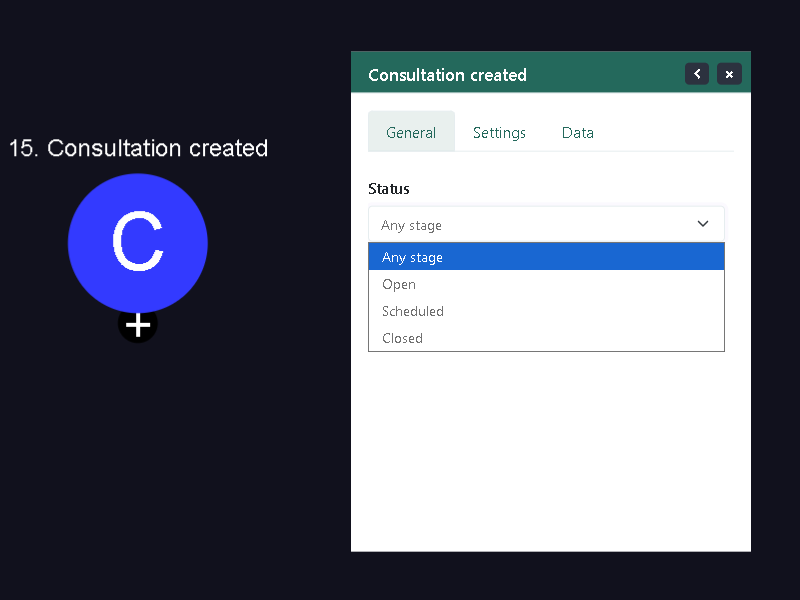 15. Consultation created
C
Consultation created
General
Settings
Data
Status
Any stage
Any stage
Open
Scheduled
Closed